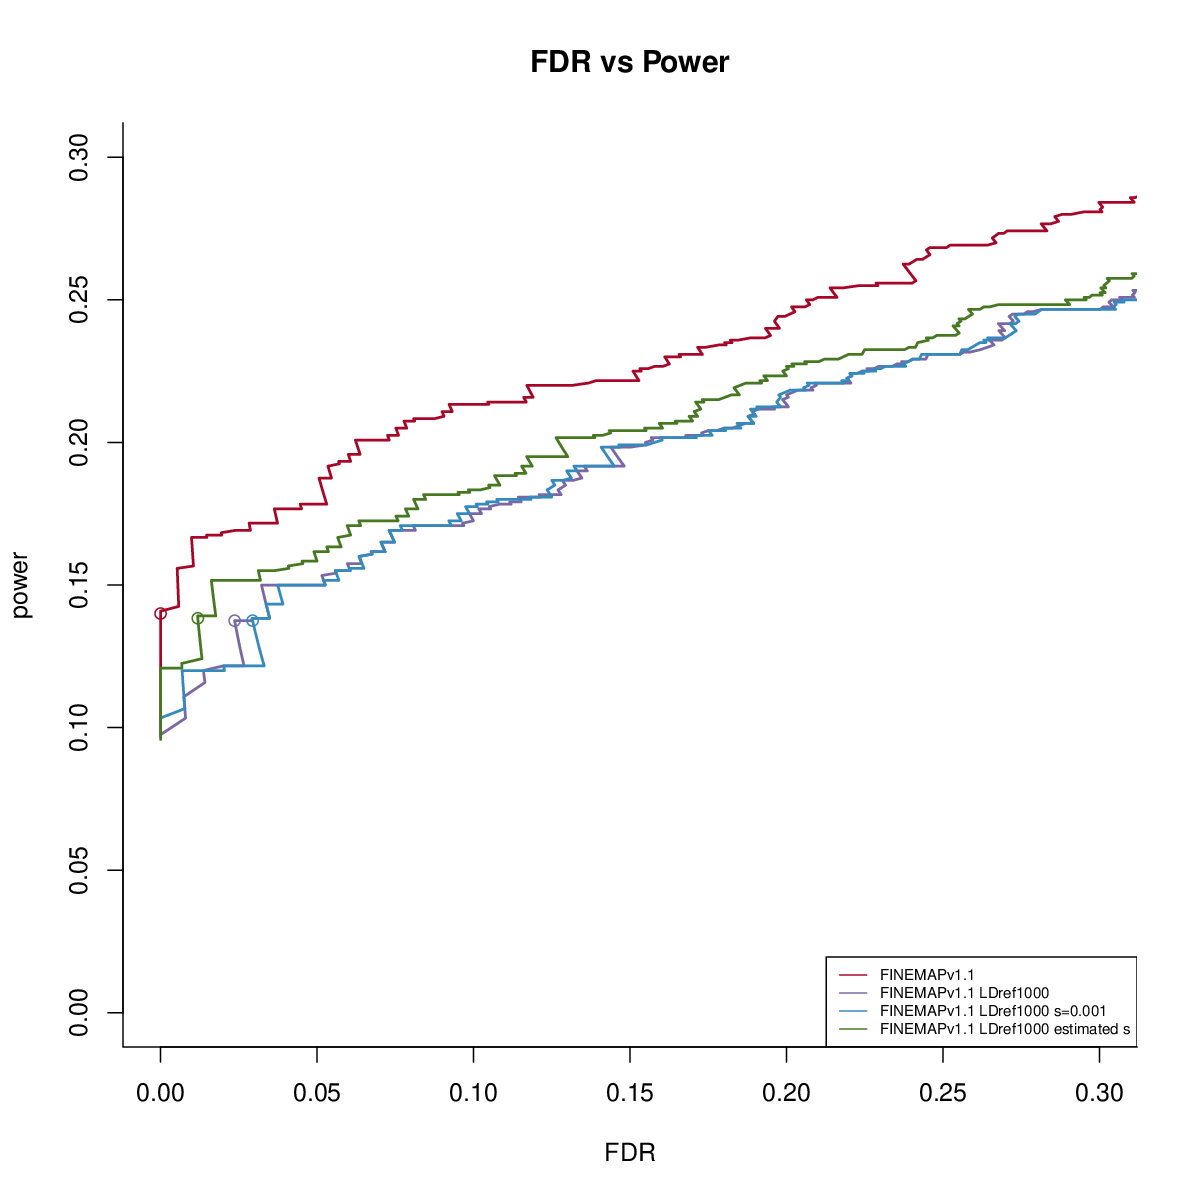 FDR vs Power
power
0.30
0.25
0.20
0.15
0.10
0.05
0.00
FINEMAPv1.1
FINEMAPv1.1 LDref1000
FINEMAPv1.1 LDref1000 s=0.001
FINEMAPv1.1 LDref1000 estimated s
0.00 0.05 0.10 0.15 0.20 0.25 0.30
FDR